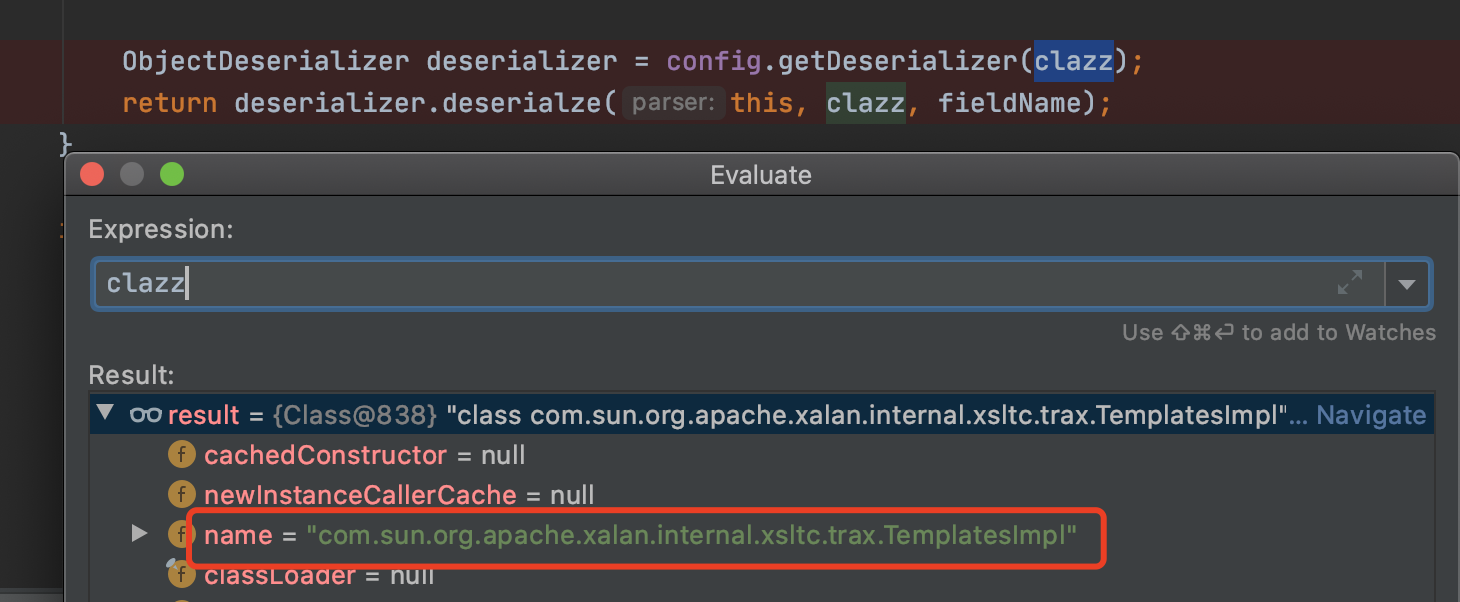 ObjectDeserializer deserializer = config.getDeserializer(clazz);
return deserializer.deserialze( parser: this, clazz, fieldName);
}
Evaluate
Expression:
clazz
Use ⇧⌘⏎ to add to Watches
Result:
result = {Class@838} "class com.sun.org.apache.xalan.internal.xsltc.trax.TemplatesImpl"... Navigate
f cachedConstructor = null
f newInstanceCallerCache = null
f name = "com.sun.org.apache.xalan.internal.xsltc.trax.TemplatesImpl"
f classLoader = null